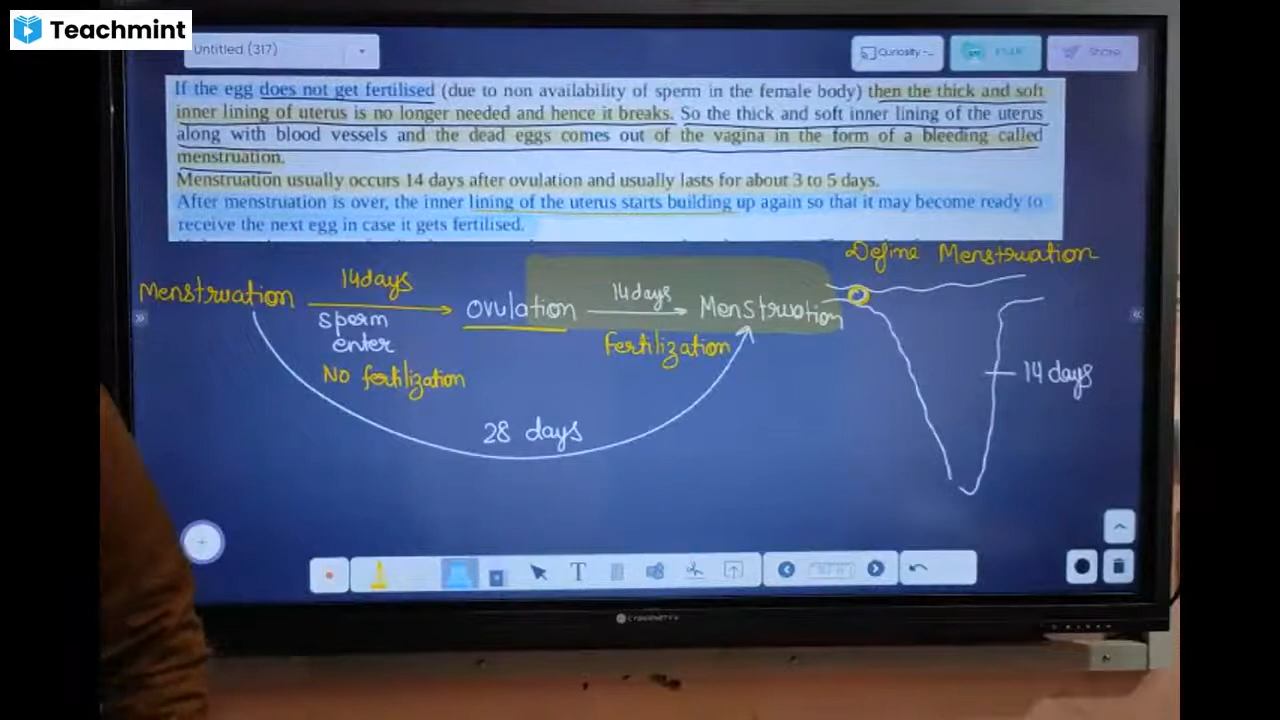 Teachmint
Untitled (317)
Curiosity -...
Share
If the egg does not get fertilised (due to non availability of sperm in the female body) then the thick and soft
inner lining of uterus is no longer needed and hence it breaks. So the thick and soft inner lining of the uterus
along with blood vessels and the dead eggs comes out of the vagina in the form of a bleeding called
menstruation.
Menstruation usually occurs 14 days after ovulation and usually lasts for about 3 to 5 days.
After menstruation is over, the inner lining of the uterus starts building up again so that it may become ready to
receive the next egg in case it gets fertilised.
Define Menstruation
Menstruation 14days Ovulation 14days Menstruation
sperm
enter
Fertilization
No fertilization
14 days
28 days
T